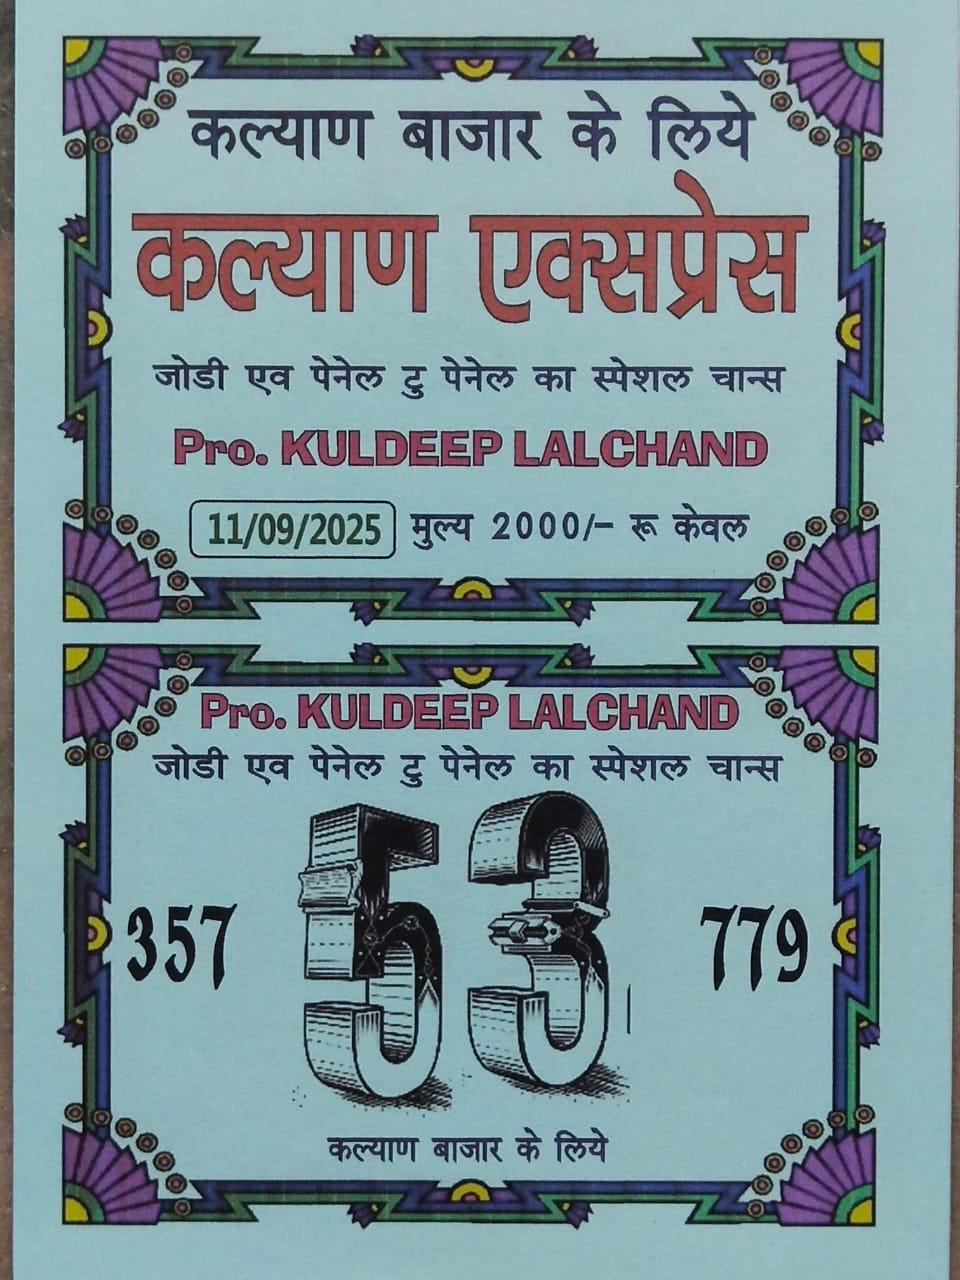 कल्याण बाजार के लिये
कल्याण एक्सप्रेस
जोडी एव पेनेल टु पेनेल का स्पेशल चान्स
Pro. KULDEEP LALCHAND
11/09/2025 मुल्य 2000/- रू केवल
Pro. KULDEEP LALCHAND
जोडी एव पेनेल टु पेनेल का स्पेशल चान्स
357 53 779
कल्याण बाजार के लिये